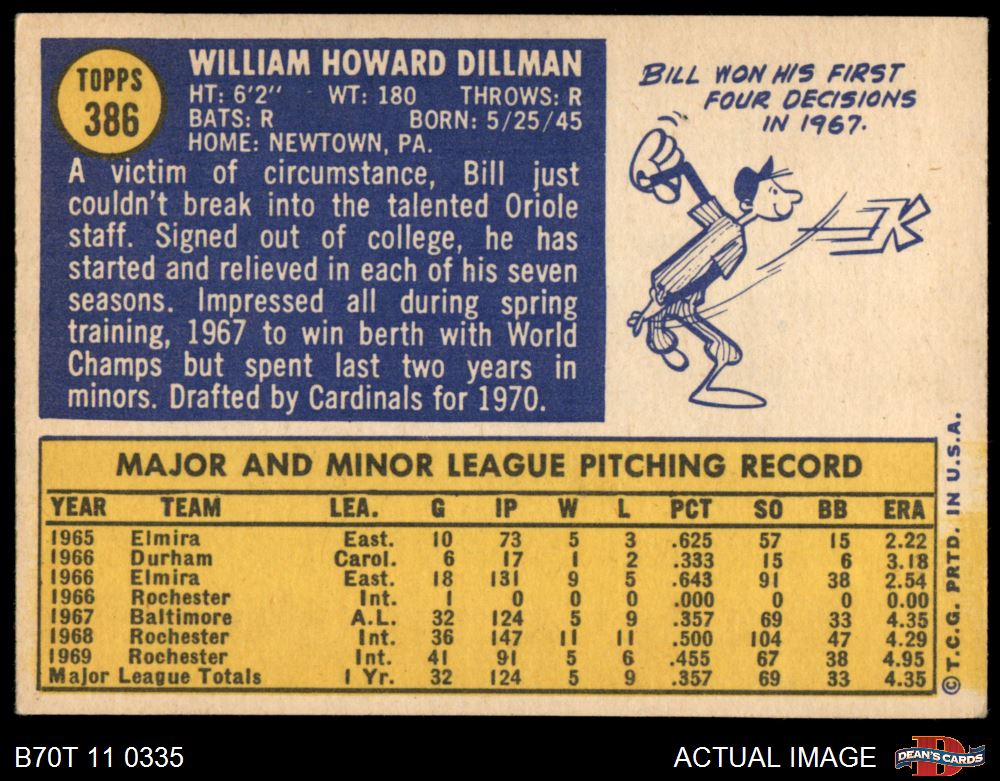 TOPPS
386
WILLIAM HOWARD DILLMAN
HT: 6'2" WT: 180 THROWS: R
BATS: R BORN: 5/25/45
HOME: NEWTOWN, PA.
A victim of circumstance, Bill just
couldn't break into the talented Oriole
staff. Signed out of college, he has
started and relieved in each of his seven
seasons. Impressed all during spring
training, 1967 to win berth with World
Champs but spent last two years in
minors. Drafted by Cardinals for 1970.
BILL WON HIS FIRST
FOUR DECISIONS
IN 1967.
K
MAJOR AND MINOR LEAGUE PITCHING RECORD
YEAR TEAM LEA. G IP W L PCT SO BB ERA
1965 Elmira East. 10 73 5 3 .625 57 15 2.22
1966 Durham Carol. 6 17 1 2 .333 15 6 3.18
1966 Elmira East. 18 131 9 5 .643 91 38 2.54
1966 Rochester Int. 1 0 0 0 .000 0 0 0.00
1967 Baltimore A.L. 32 124 5 9 .357 69 33 4.35
1968 Rochester Int. 36 147 11 11 .500 104 47 4.29
1969 Rochester Int. 41 91 5 6 .455 67 38 4.95
Major League Totals 1 Yr. 32 124 5 9 .357 69 33 4.35
© T.C.G. PRTD. IN U.S.A.
B70T 11 0335
ACTUAL IMAGE
D
DEAN'S CARDS